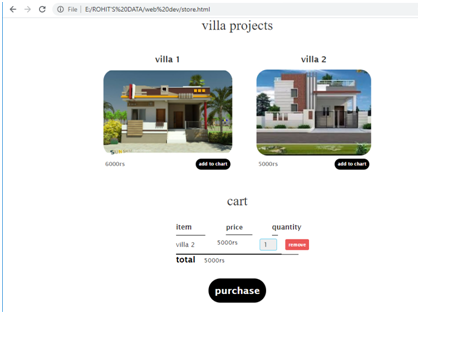 File | E:/ROHIT'S%20DATA/web%20dev/store.html
villa projects
villa 1 villa 2
6000rs add to chart 5000rs add to chart
cart
item price quantity
villa 2 5000rs 1 remove
total 5000rs
purchase